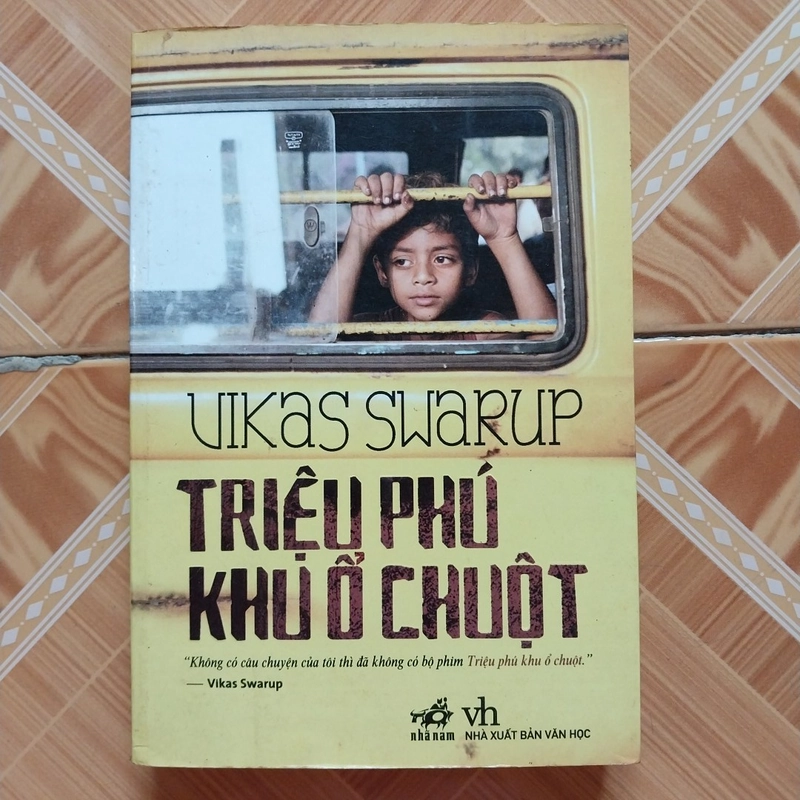 VIKAS SWARUP
TRIỆU PHÚ
KHU Ổ CHUỘT
“Không có câu chuyện của tôi thì đã không có bộ phim Triệu phú khu ổ chuột.”
— Vikas Swarup
nhã nam
vh
NHÀ XUẤT BẢN VĂN HỌC